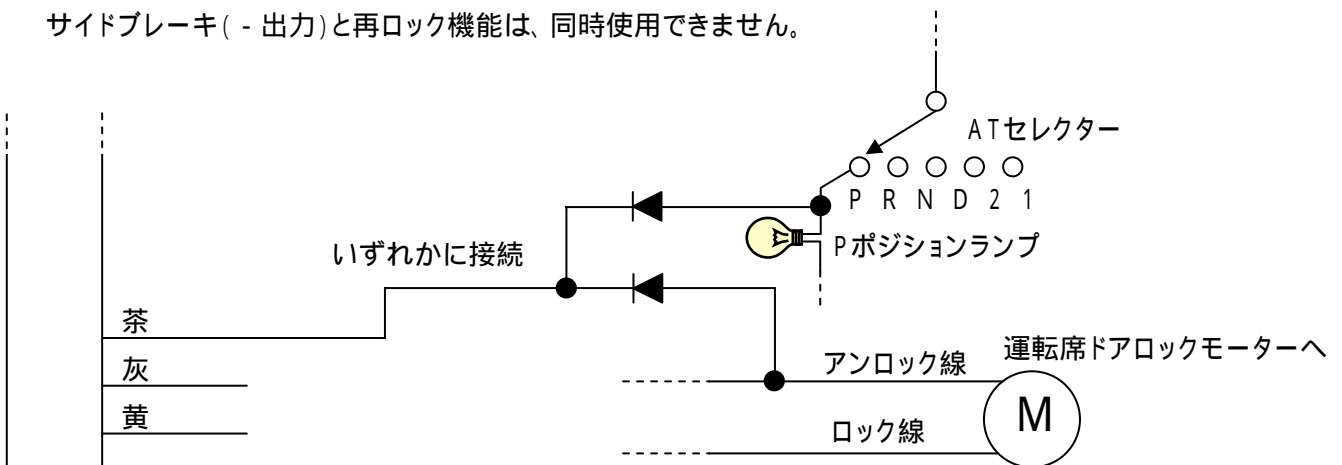 サイドブレーキ( - 出力)と再ロック機能は、同時使用できません。
ATセレクター
P R N D 2 1
Pポジションランプ
いずれかに接続
茶
運転席ドアロックモーターへ
灰
アンロック線
黄
M
ロック線